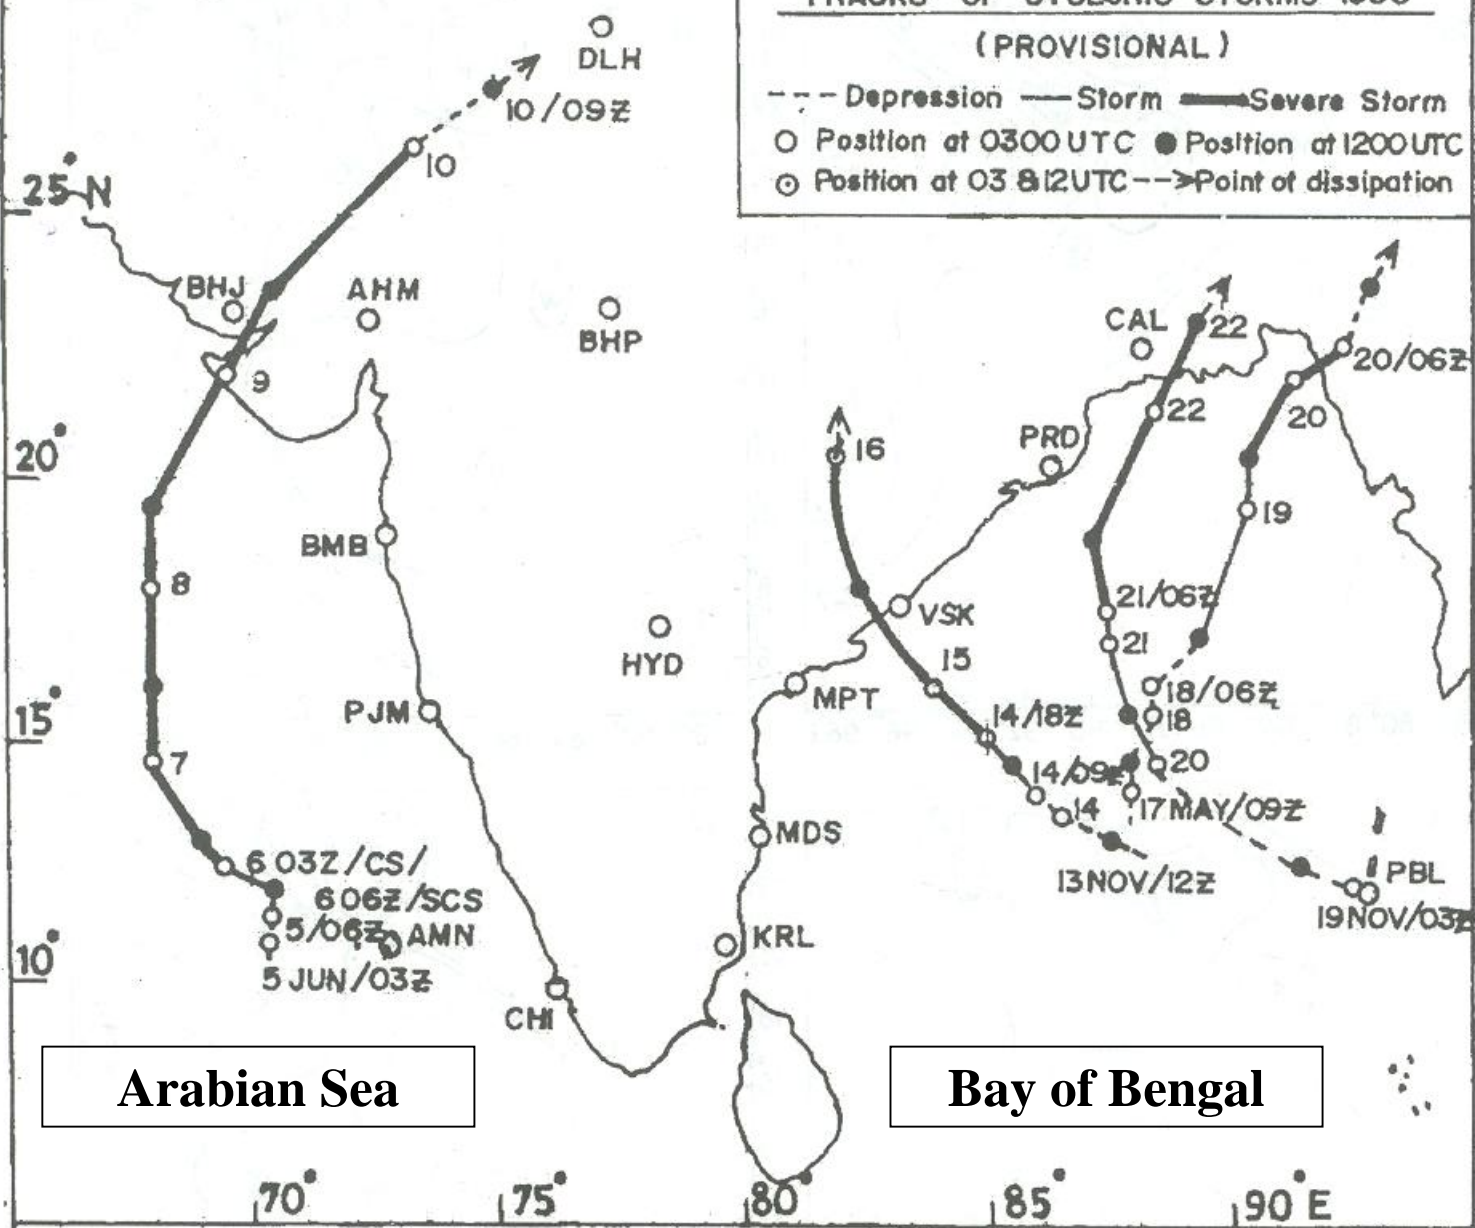 TRACKS OF CYCLONIC STORMS
(PROVISIONAL)
Depression Storm Severe Storm
Position at 0300 UTC Position at 1200 UTC
Position at 03 & 12 UTC Point of dissipation
DLH
10/09Z
10
25° N
BHJ
AHM
BHP
CAL
22
20/06Z
9
22
20
20°
16
PRD
19
BMB
8
VSK
21/06Z
HYD
15
21
MPT
18/06Z
PJM
14/18Z
18
15°
7
14/09Z
20
14
17 MAY/09Z
MDS
6 03Z/CS/
13 NOV/12Z
PBL
6 06Z/SCS
19 NOV/03Z
5/06Z
AMN
KRL
10°
5 JUN/03Z
CHI
Arabian Sea
Bay of Bengal
70°
75°
80°
85°
90° E